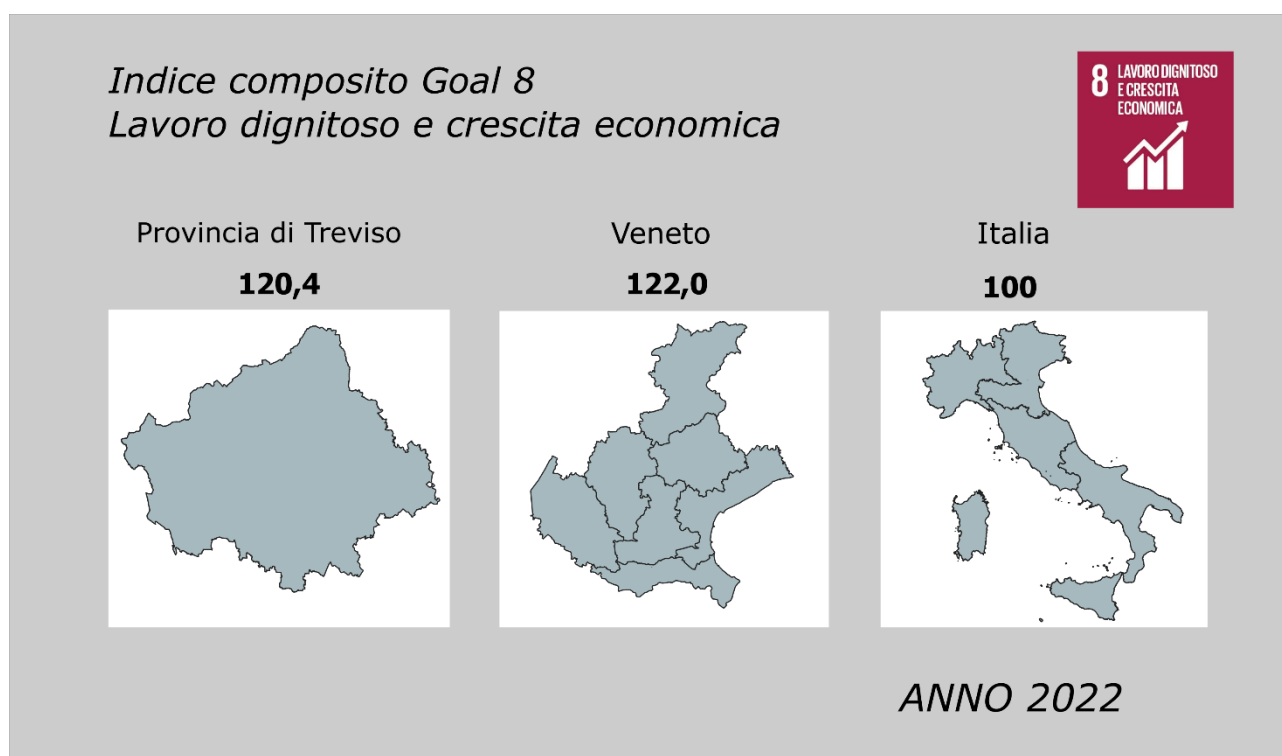 Indice composito Goal 8
Lavoro dignitoso e crescita economica
8 LAVORO DIGNITOSO
E CRESCITA
ECONOMICA
Provincia di Treviso
120,4
Veneto
122,0
Italia
100
ANNO 2022